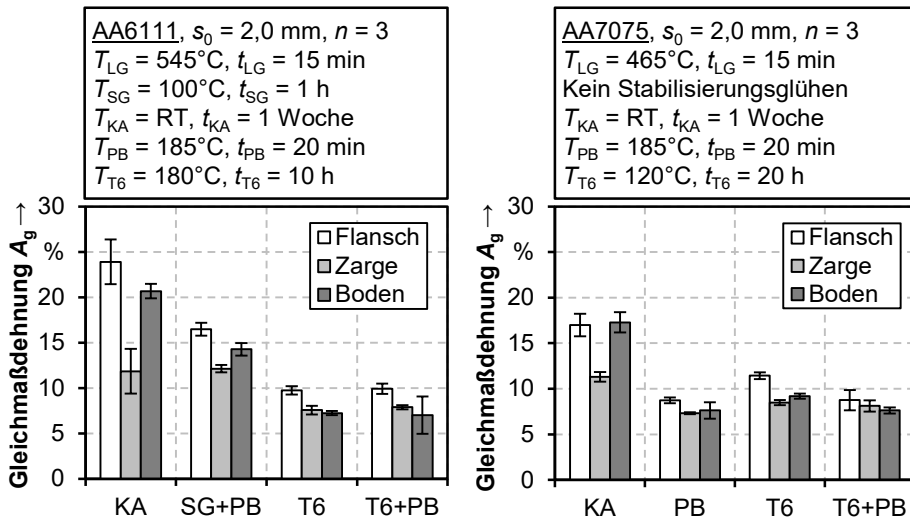 AA6111, s0 = 2,0 mm, n = 3
TLG = 545°C, tLG = 15 min
TSG = 100°C, tSG = 1 h
TKA = RT, tKA = 1 Woche
TPB = 185°C, tPB = 20 min
TT6 = 180°C, tT6 = 10 h
Gleichmaßdehnung Ag →
30
%
20
15
10
5
0
Flansch
Zarge
Boden
KA SG+PB T6 T6+PB
AA7075, s0 = 2,0 mm, n = 3
TLG = 465°C, tLG = 15 min
Kein Stabilisierungsglühen
TKA = RT, tKA = 1 Woche
TPB = 185°C, tPB = 20 min
TT6 = 120°C, tT6 = 20 h
Gleichmaßdehnung Ag →
30
%
20
15
10
5
0
Flansch
Zarge
Boden
KA PB T6 T6+PB